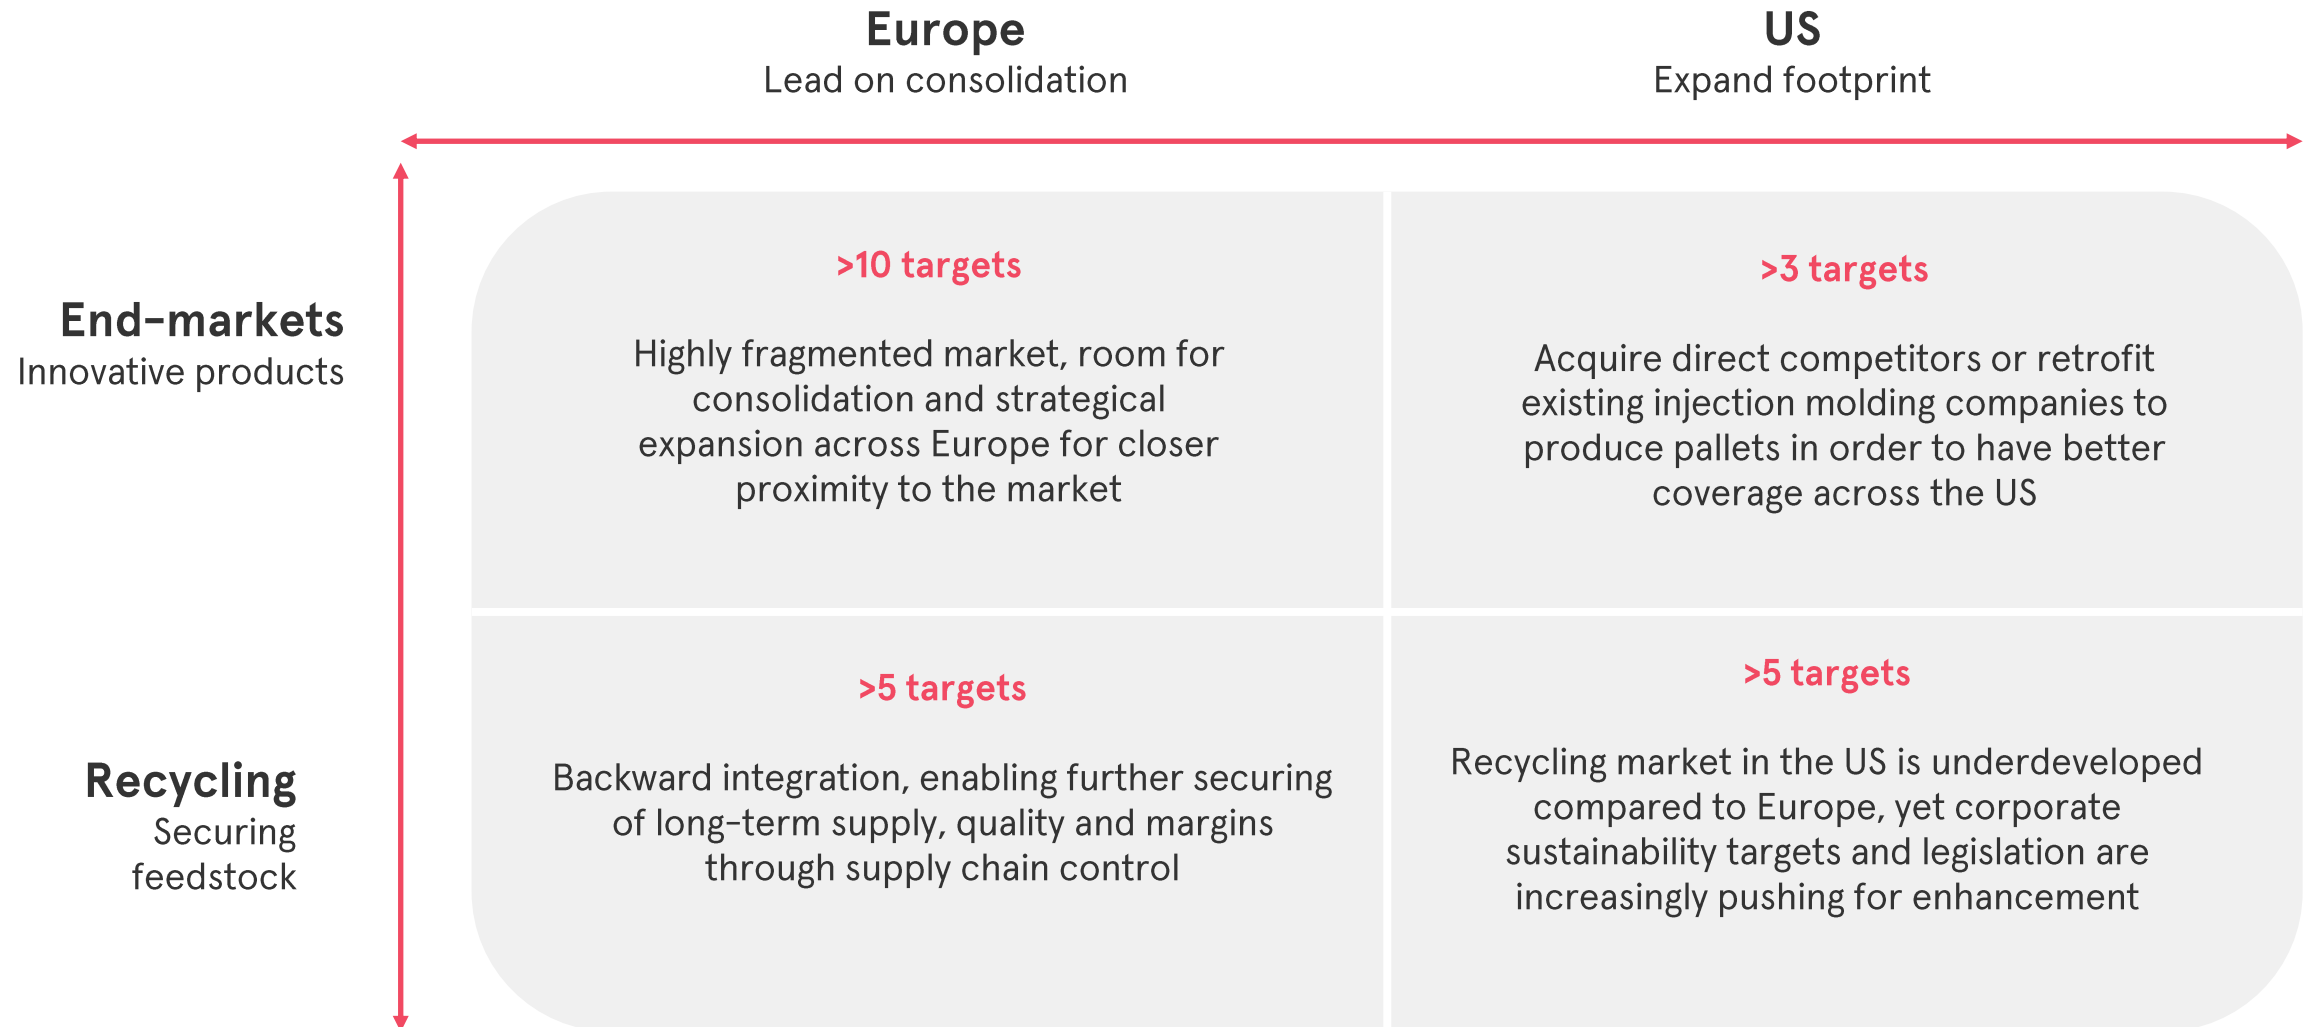 Europe
Lead on consolidation
US
Expand footprint
End-markets
Innovative products
>10 targets
Highly fragmented market, room for
consolidation and strategical
expansion across Europe for closer
proximity to the market
>3 targets
Acquire direct competitors or retrofit
existing injection molding companies to
produce pallets in order to have better
coverage across the US
Recycling
Securing
feedstock
>5 targets
Backward integration, enabling further securing
of long-term supply, quality and margins
through supply chain control
>5 targets
Recycling market in the US is underdeveloped
compared to Europe, yet corporate
sustainability targets and legislation are
increasingly pushing for enhancement